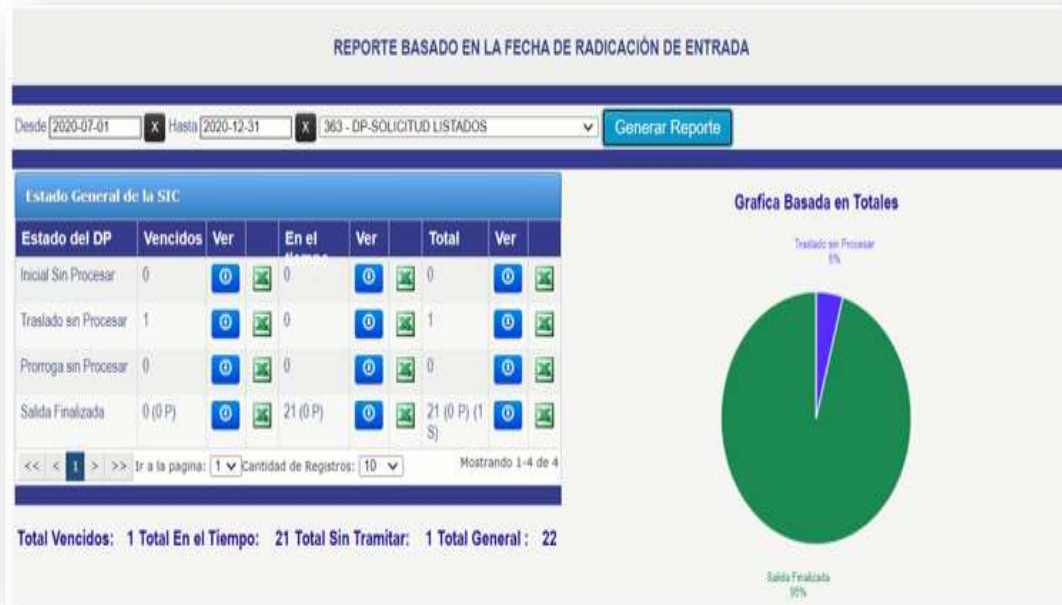 REPORTE BASADO EN LA FECHA DE RADICACIÓN DE ENTRADA
Desde 2020-07-01 X Hasta 2020-12-31 X 363 - DP-SOLICITUD LISTADOS Generar Reporte
Estado General de la SIC
Estado del DP Vencidos Ver En el tiempo Ver Total Ver
Inicial Sin Procesar 0 0 0
Traslado sin Procesar 1 0 1
Prorroga sin Procesar 0 0 0
Salida Finalizada 0 (0 P) 21 (0 P) 21 (0 P) (1 S)
<< < 1 > >> Ir a la pagina: 1 Cantidad de Registros: 10 Mostrando 1-4 de 4
Total Vencidos: 1 Total En el Tiempo: 21 Total Sin Tramitar: 1 Total General : 22
Grafica Basada en Totales
Traslado sin Procesar
Salida Finalizada
95%